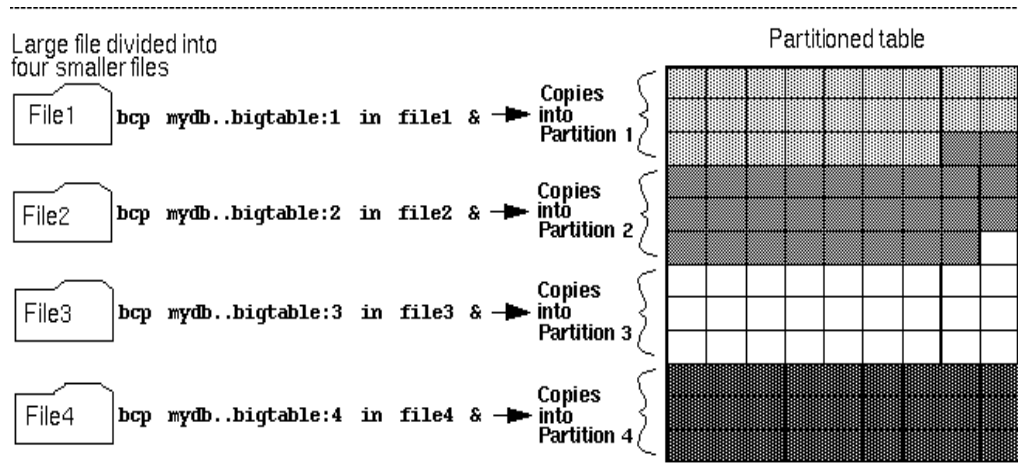 Large file divided into
four smaller files
Partitioned table
File1
bcp mydb..bigtable:1 in file1 &
Copies
into
Partition 1
File2
bcp mydb..bigtable:2 in file2 &
Copies
into
Partition 2
File3
bcp mydb..bigtable:3 in file3 &
Copies
into
Partition 3
File4
bcp mydb..bigtable:4 in file4 &
Copies
into
Partition 4